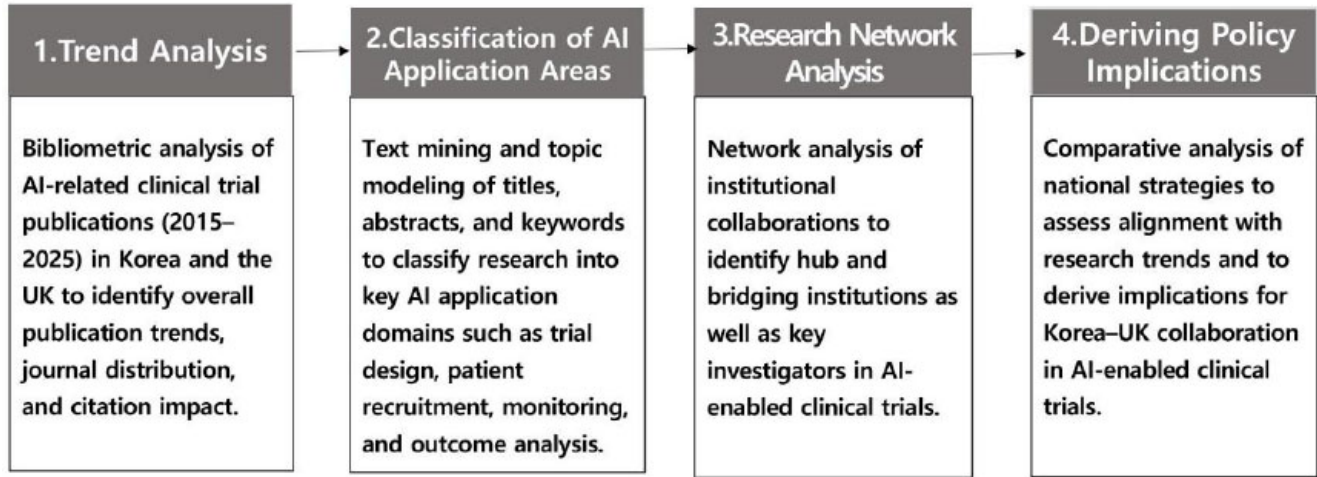 1.Trend Analysis
Bibliometric analysis of
AI-related clinical trial
publications (2015–
2025) in Korea and the
UK to identify overall
publication trends,
journal distribution,
and citation impact.
2.Classification of AI
Application Areas
Text mining and topic
modeling of titles,
abstracts, and keywords
to classify research into
key AI application
domains such as trial
design, patient
recruitment, monitoring,
and outcome analysis.
3.Research Network
Analysis
Network analysis of
institutional
collaborations to
identify hub and
bridging institutions as
well as key
investigators in AI-
enabled clinical trials.
4.Deriving Policy
Implications
Comparative analysis of
national strategies to
assess alignment with
research trends and to
derive implications for
Korea–UK collaboration
in AI-enabled clinical
trials.